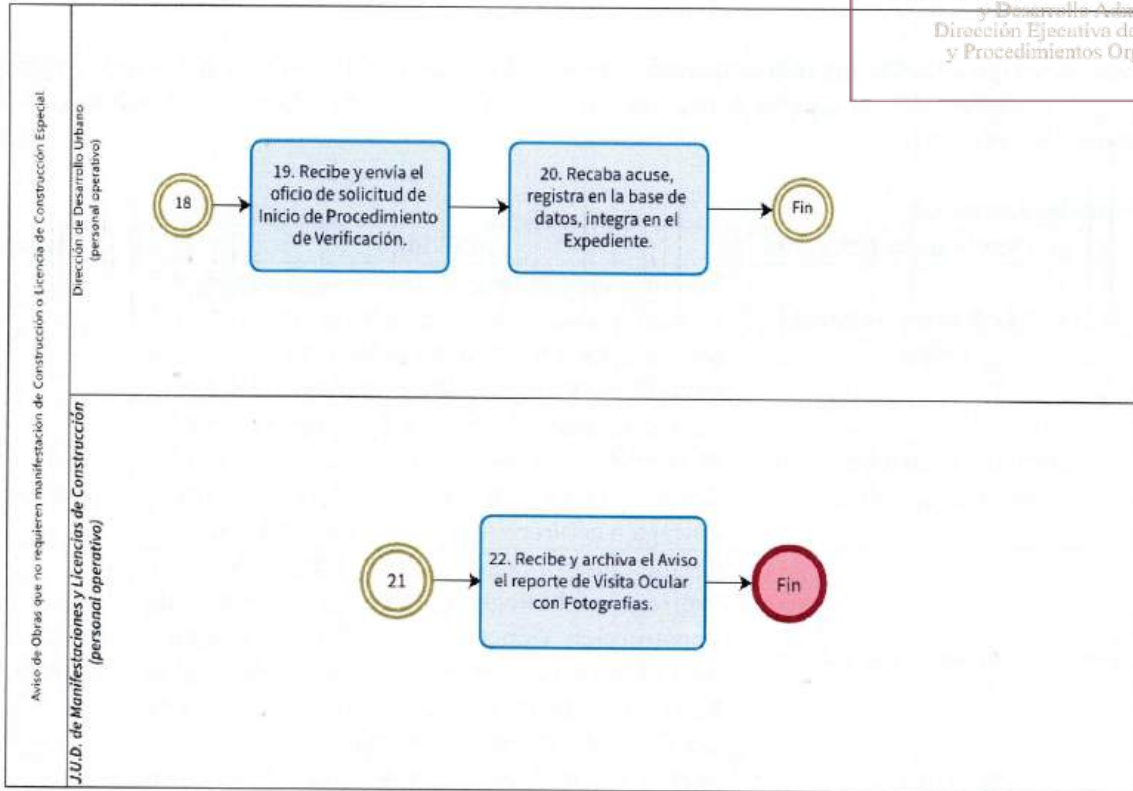 y Desarrollo
Dirección Ejecutiva de
y Procedimientos
Aviso de Obras que no requieren manifestación de Construcción o Licencia de Construcción Especial.
Dirección de Desarrollo Urbano
(personal operativo)
18
19. Recibe y envía el
oficio de solicitud de
Inicio de Procedimiento
de Verificación.
20. Recaba acuse,
registra en la base de
datos, integra en el
Expediente.
Fin
J.U.D. de Manifestaciones y Licencias de Construcción
(personal operativo)
21
22. Recibe y archiva el Aviso
el reporte de Visita Ocular
con Fotografías.
Fin